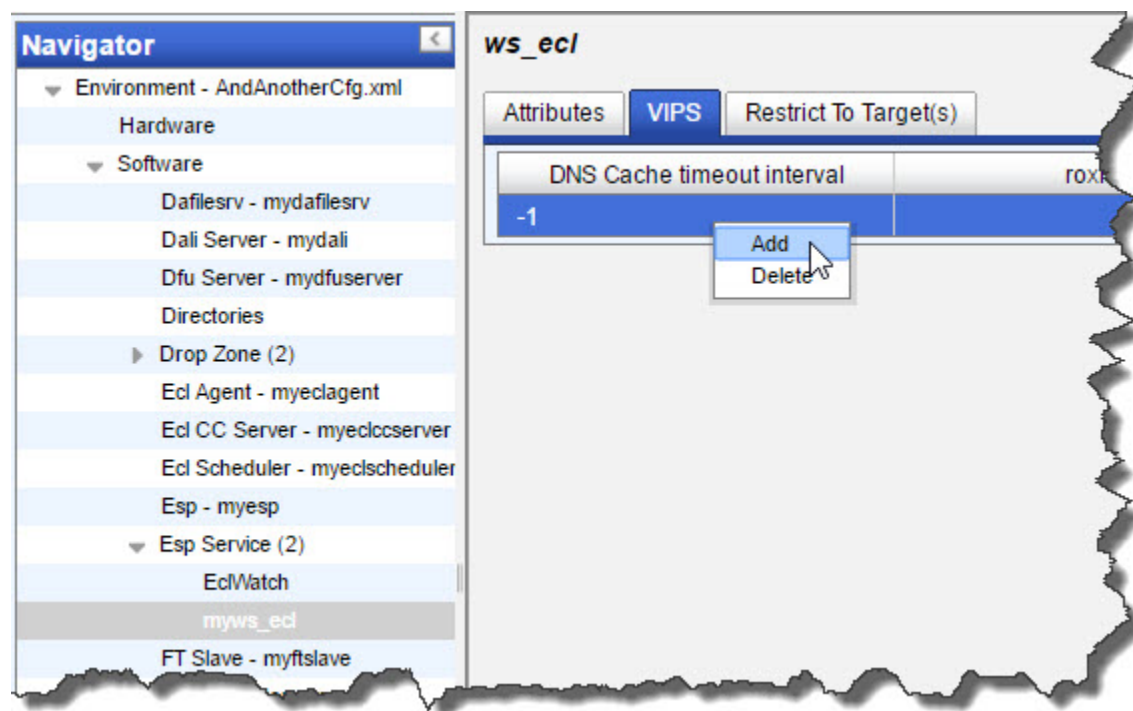 Navigator
Environment - AndAnotherCfg.xml
Hardware
Software
Dafilesrv - mydafilesrv
Dali Server - mydali
Dfu Server - mydfuserver
Directories
Drop Zone (2)
Ecl Agent - myeclagent
Ecl CC Server - myeclccserver
Ecl Scheduler - myeclscheduler
Esp - myesp
Esp Service (2)
EclWatch
myws_ecl
FT Slave - myftslave
ws_ecl
Attributes VIPS Restrict To Target(s)
DNS Cache timeout interval
-1
Add
Delete